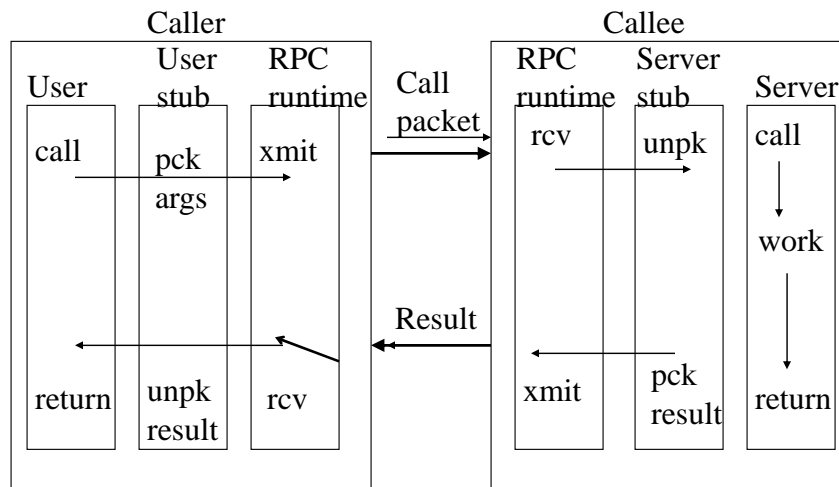 Caller
Callee
User
User
stub
RPC
runtime
Call
packet
RPC
runtime
Server
stub
Server
call
pck
args
xmit
rcv
unpk
call
work
Result
return
unpk
result
rcv
xmit
pck
result
return